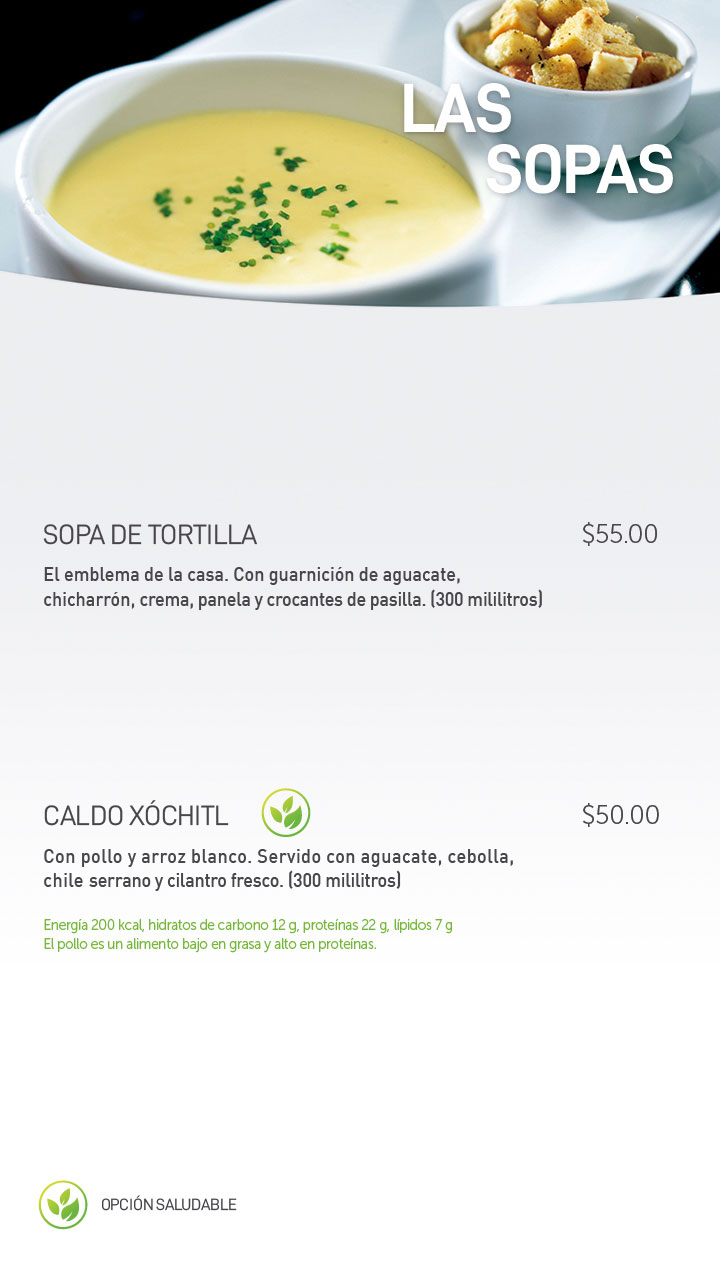 LAS
SOPAS
SOPA DE TORTILLA $55.00
El emblema de la casa. Con guarnición de aguacate,
chicharrón, crema, panela y crocantes de pasilla. (300 mililitros)
CALDO XÓCHITL $50.00
Con pollo y arroz blanco. Servido con aguacate, cebolla,
chile serrano y cilantro fresco. (300 mililitros)
Energía 200 kcal, hidratos de carbono 12 g, proteínas 22 g, lípidos 7 g
El pollo es un alimento bajo en grasa y alto en proteínas.
OPCIÓN SALUDABLE